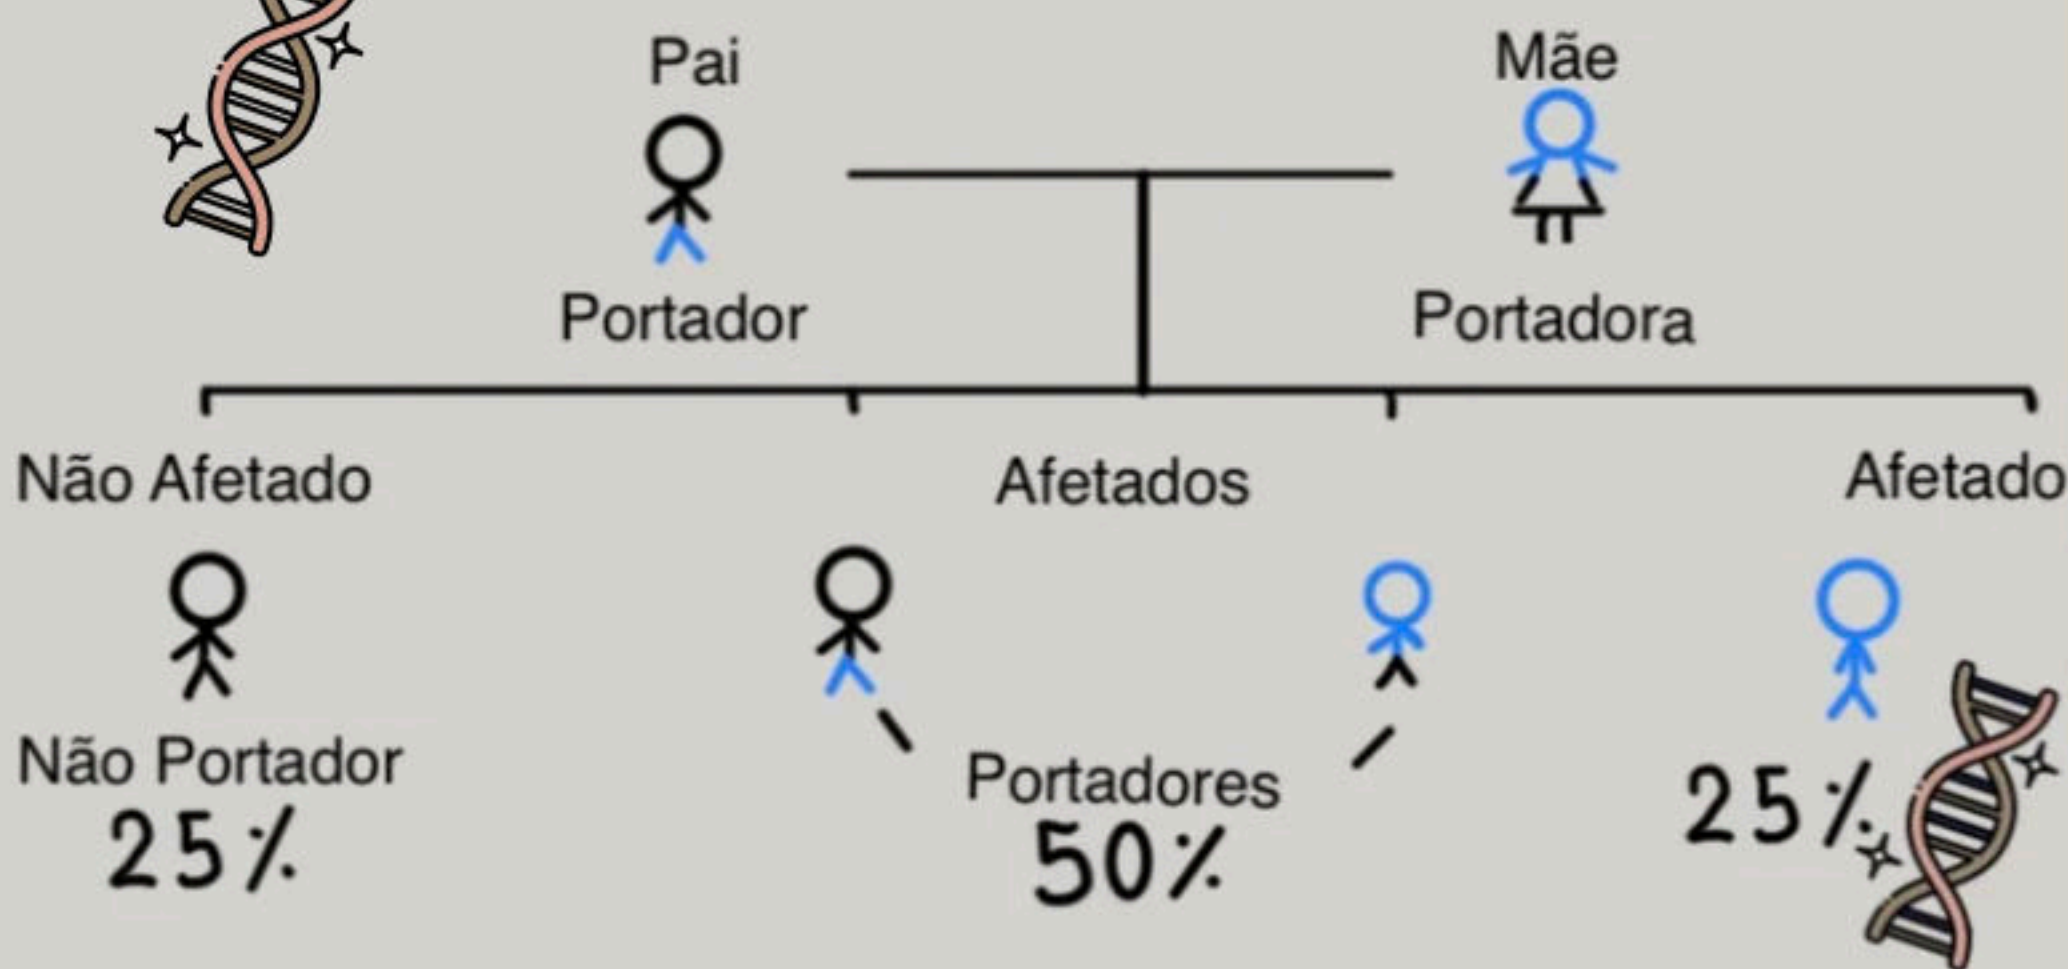 Pai
Mãe
Portador
Portadora
Não Afetado
Afetados
Afetado
Não Portador
25%
Portadores
50%
25%